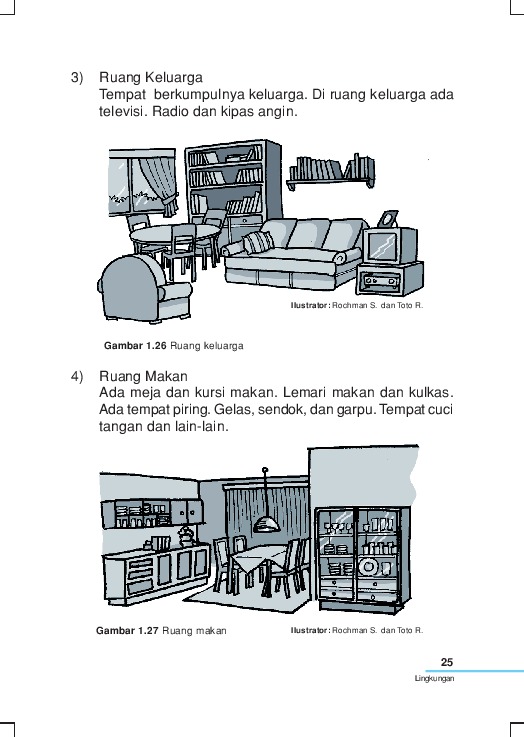 3) Ruang Keluarga
Tempat berkumpulnya keluarga. Di ruang keluarga ada
televisi. Radio dan kipas angin.
Ilustrator: Rochman S. dan Toto R.
Gambar 1.26 Ruang keluarga
4) Ruang Makan
Ada meja dan kursi makan. Lemari makan dan kulkas.
Ada tempat piring. Gelas, sendok, dan garpu. Tempat cuci
tangan dan lain-lain.
Gambar 1.27 Ruang makan
Ilustrator: Rochman S. dan Toto R.
25
Lingkungan